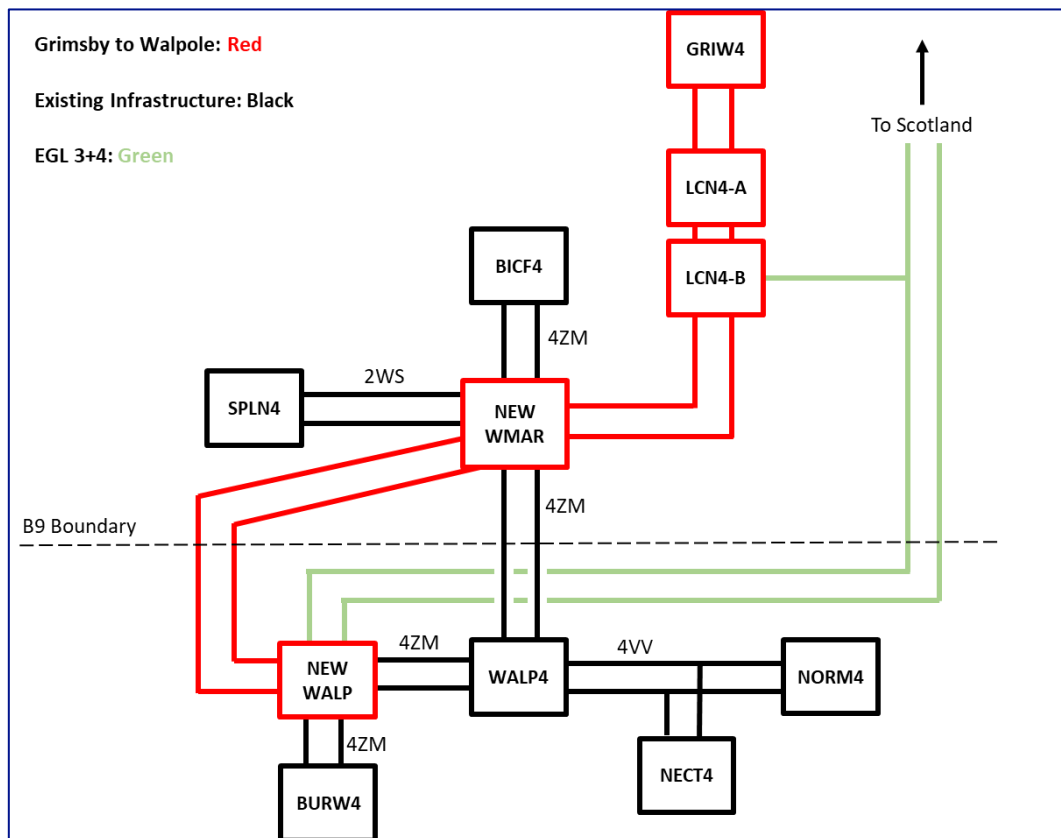 Grimsby to Walpole: Red
Existing Infrastructure: Black
EGL 3+4: Green
GRIW4
To Scotland
LCN4-A
LCN4-B
BICF4
4ZM
2WS
SPLN4
NEW
WMAR
4ZM
B9 Boundary
NEW
WALP
4ZM
WALP4
4VV
NORM4
4ZM
NECT4
BURW4